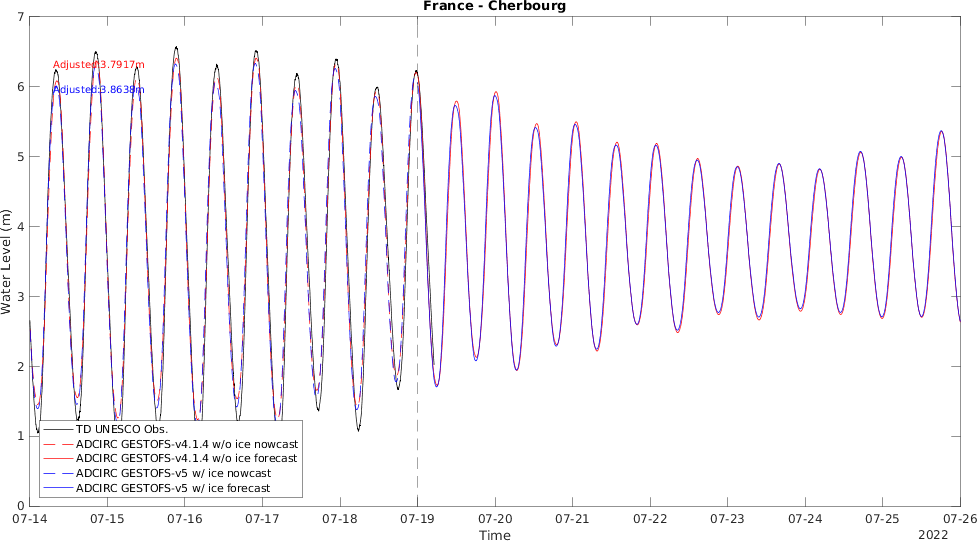 France - Cherbourg
7
6
5
4
3
2
1
0
Water Level (m)
Adjusted:3.7917m
Adjusted:3.8638m
TD UNESCO Obs.
ADCIRC GESTOFS-v4.1.4 w/o ice nowcast
ADCIRC GESTOFS-v4.1.4 w/o ice forecast
ADCIRC GESTOFS-v5 w/ ice nowcast
ADCIRC GESTOFS-v5 w/ ice forecast
07-14 07-15 07-16 07-17 07-18 07-19 07-20 07-21 07-22 07-23 07-24 07-25 07-26
Time
2022